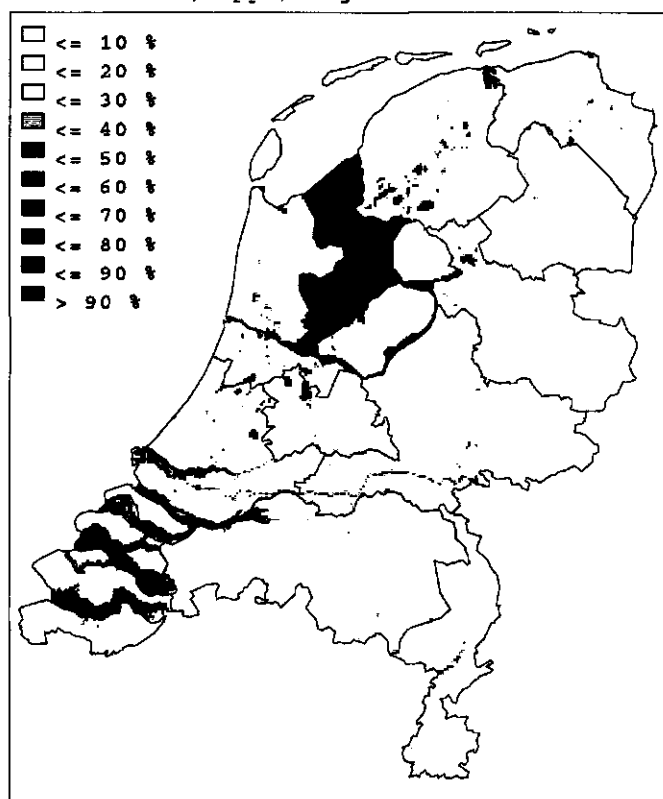 <= 10 %
<= 20 %
<= 30 %
<= 40 %
<= 50 %
<= 60 %
<= 70 %
<= 80 %
<= 90 %
> 90 %